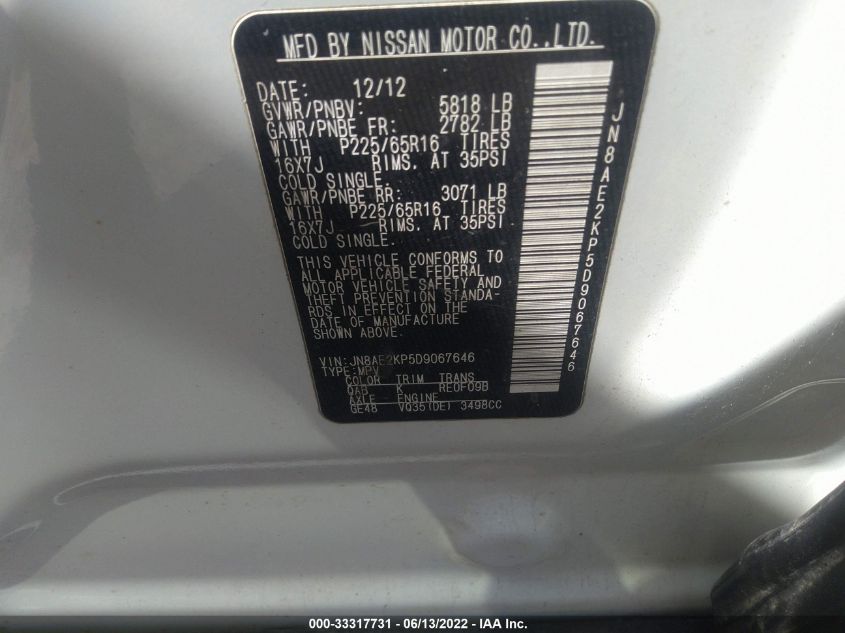 MFD BY NISSAN MOTOR CO.,LTD.
DATE: 12/12
GVWR/PNBV: 5818 LB
GAWR/PNBE FR: 2782 LB
WITH P225/65R16 TIRES
16X7J RIMS. AT 35PSI
COLD SINGLE.
GAWR/PNBE RR: 3071 LB
WITH P225/65R16 TIRES
16X7J RIMS. AT 35PSI
COLD SINGLE.
THIS VEHICLE CONFORMS TO
ALL APPLICABLE FEDERAL
MOTOR VEHICLE SAFETY AND
THEFT PREVENTION STANDA-
RDS IN EFFECT ON THE
DATE OF MANUFACTURE
SHOWN ABOVE.
VIN:JN8AE2KP5D9067646
TYPE:MPV
COLOR TRIM TRANS
QAB K RE0F09B
AXLE ENGINE
GE48 VQ35(DE) 3498CC
JN8AE2KP5D9067646
000-33317731 - 06/13/2022 - IAA Inc.